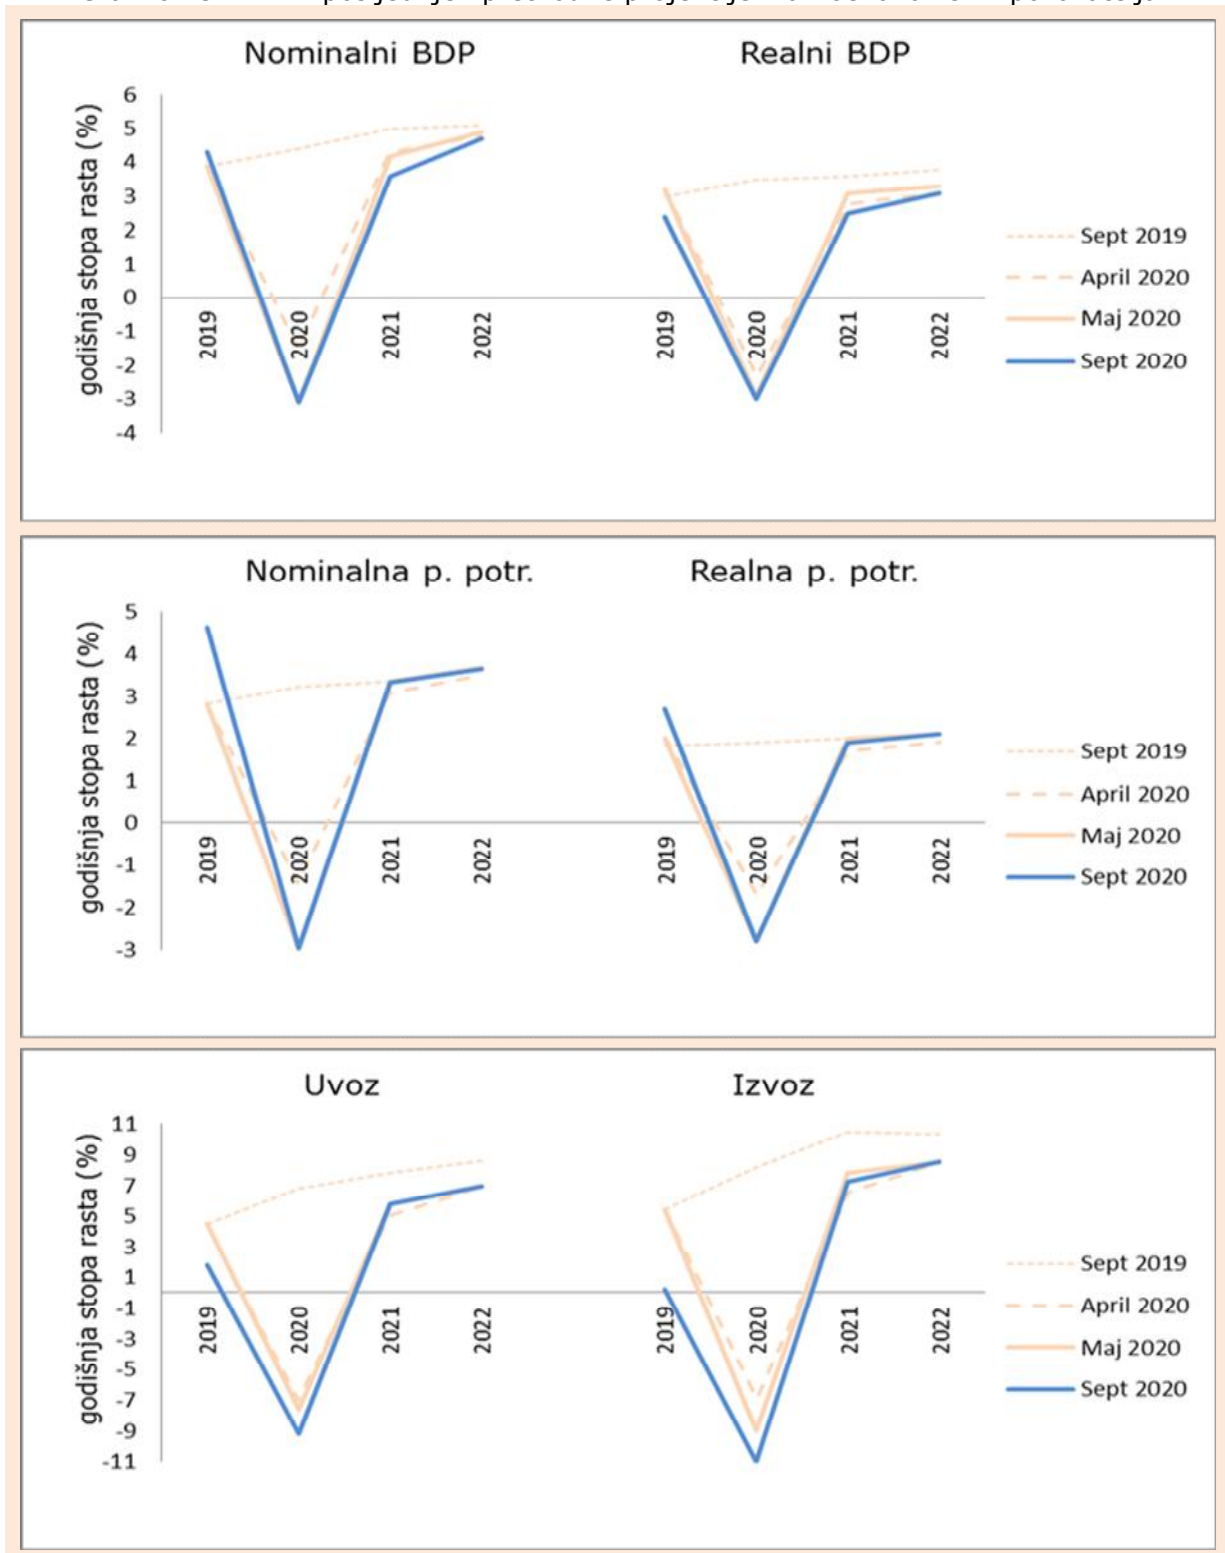 Nominalni BDP
Realni BDP
godišnja stopa rasta (%)
6
5
4
3
2
1
0
-1
-2
-3
-4
2019
2020
2021
2022
2019
2020
2021
2022
Sept 2019
April 2020
Maj 2020
Sept 2020
Nominalna p. potr.
Realna p. potr.
godišnja stopa rasta (%)
5
4
3
2
1
0
-1
-2
-3
2019
2020
2021
2022
2019
2020
2021
2022
Sept 2019
April 2020
Maj 2020
Sept 2020
Uvoz
Izvoz
godišnja stopa rasta (%)
11
9
7
5
3
1
-1
-3
-5
-7
-9
-11
2019
2020
2021
2022
2019
2020
2021
2022
Sept 2019
April 2020
Maj 2020
Sept 2020